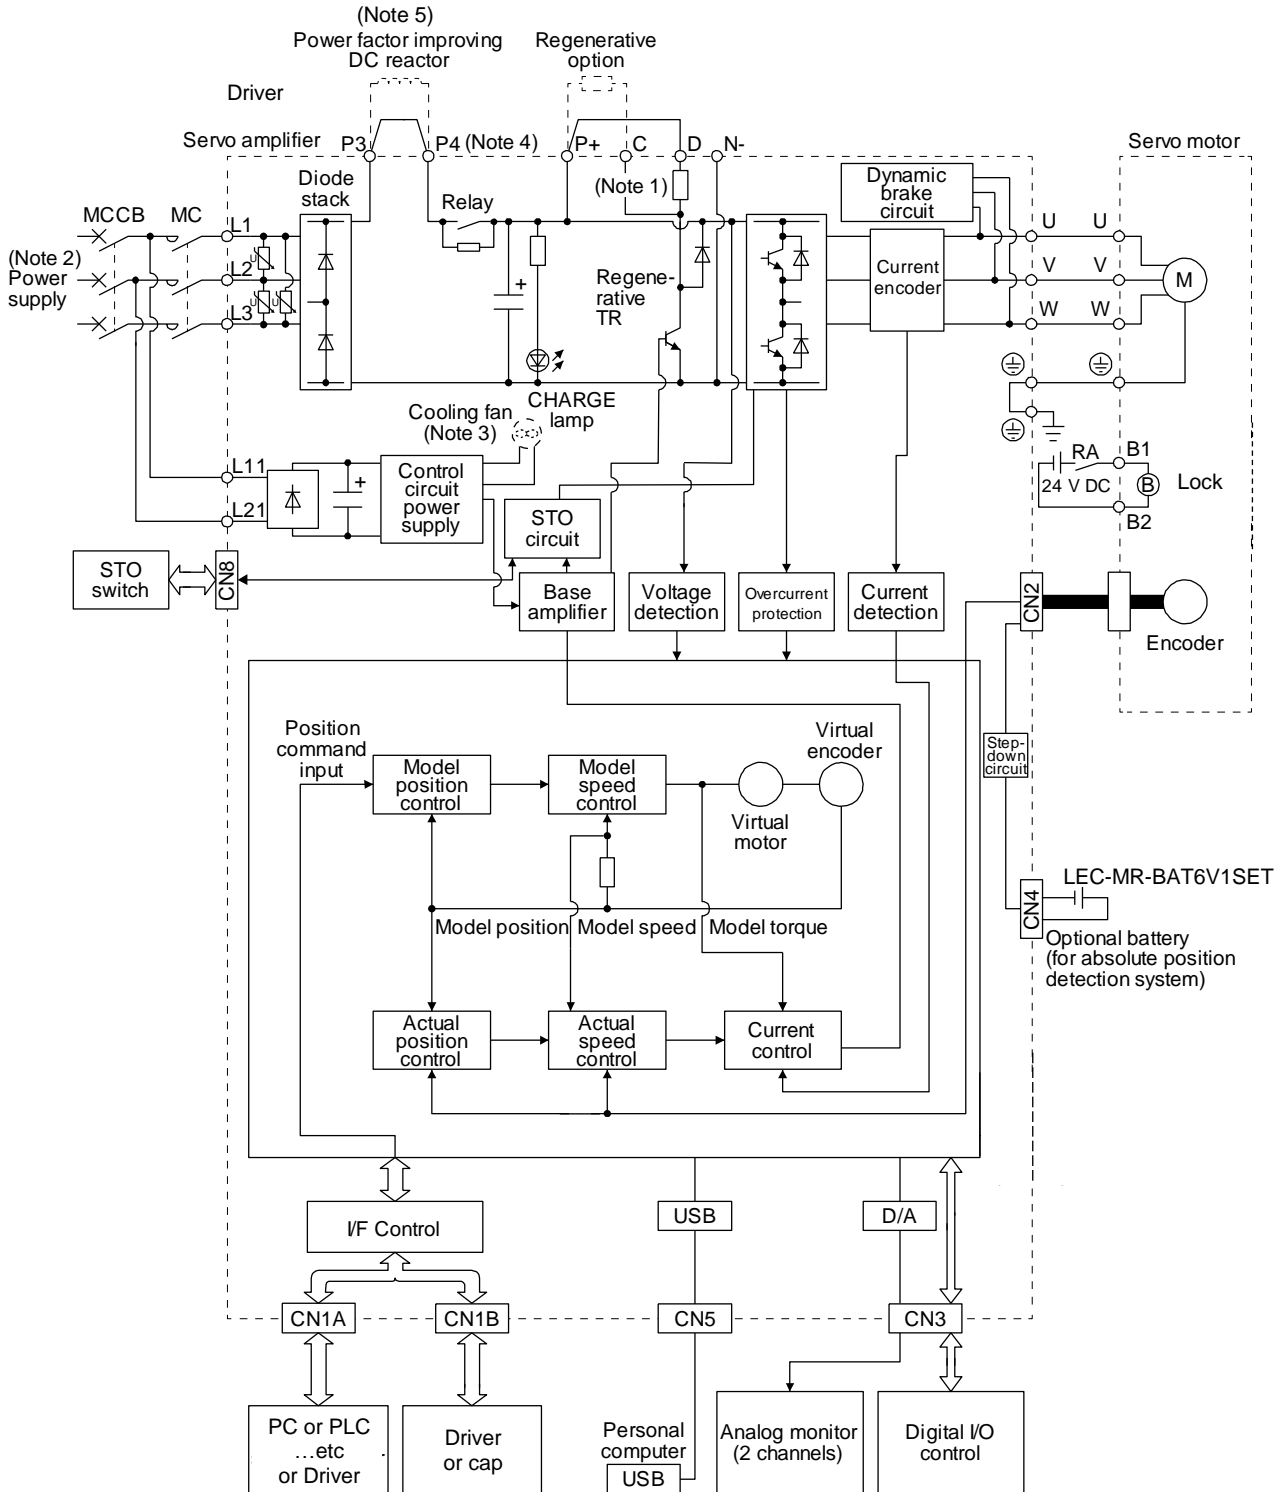 (Note 5)
Power factor improving
DC reactor
Regenerative
option
Driver
Servo amplifier
P3
P4
(Note 4)
P+
C
D
N-
Servo motor
Diode
stack
(Note 1)
Dynamic
brake
circuit
Relay
MCCB
MC
L1
U
U
(Note 2)
Power
supply
L2
U
U
U
+
Regene-
rative
TR
Current
encoder
V
V
M
L3
W
W
CHARGE
lamp
Cooling fan
(Note 3)
RA
B1
24 V DC
B
Lock
B2
L11
+
Control
circuit
power
supply
L21
STO
circuit
STO
switch
CN8
Base
amplifier
Voltage
detection
Overcurrent
protection
Current
detection
CN2
Encoder
Position
command
input
Virtual
encoder
Step-
down
circuit
Model
position
control
Model
speed
control
Virtual
motor
LEC-MR-BAT6V1SET
CN4
Model position
Model speed
Model torque
Optional battery
(for absolute position
detection system)
Actual
position
control
Actual
speed
control
Current
control
I/F Control
USB
D/A
CN1A
CN1B
CN5
CN3
PC or PLC
…etc
or Driver
Driver
or cap
Personal
computer
USB
Analog monitor
(2 channels)
Digital I/O
control